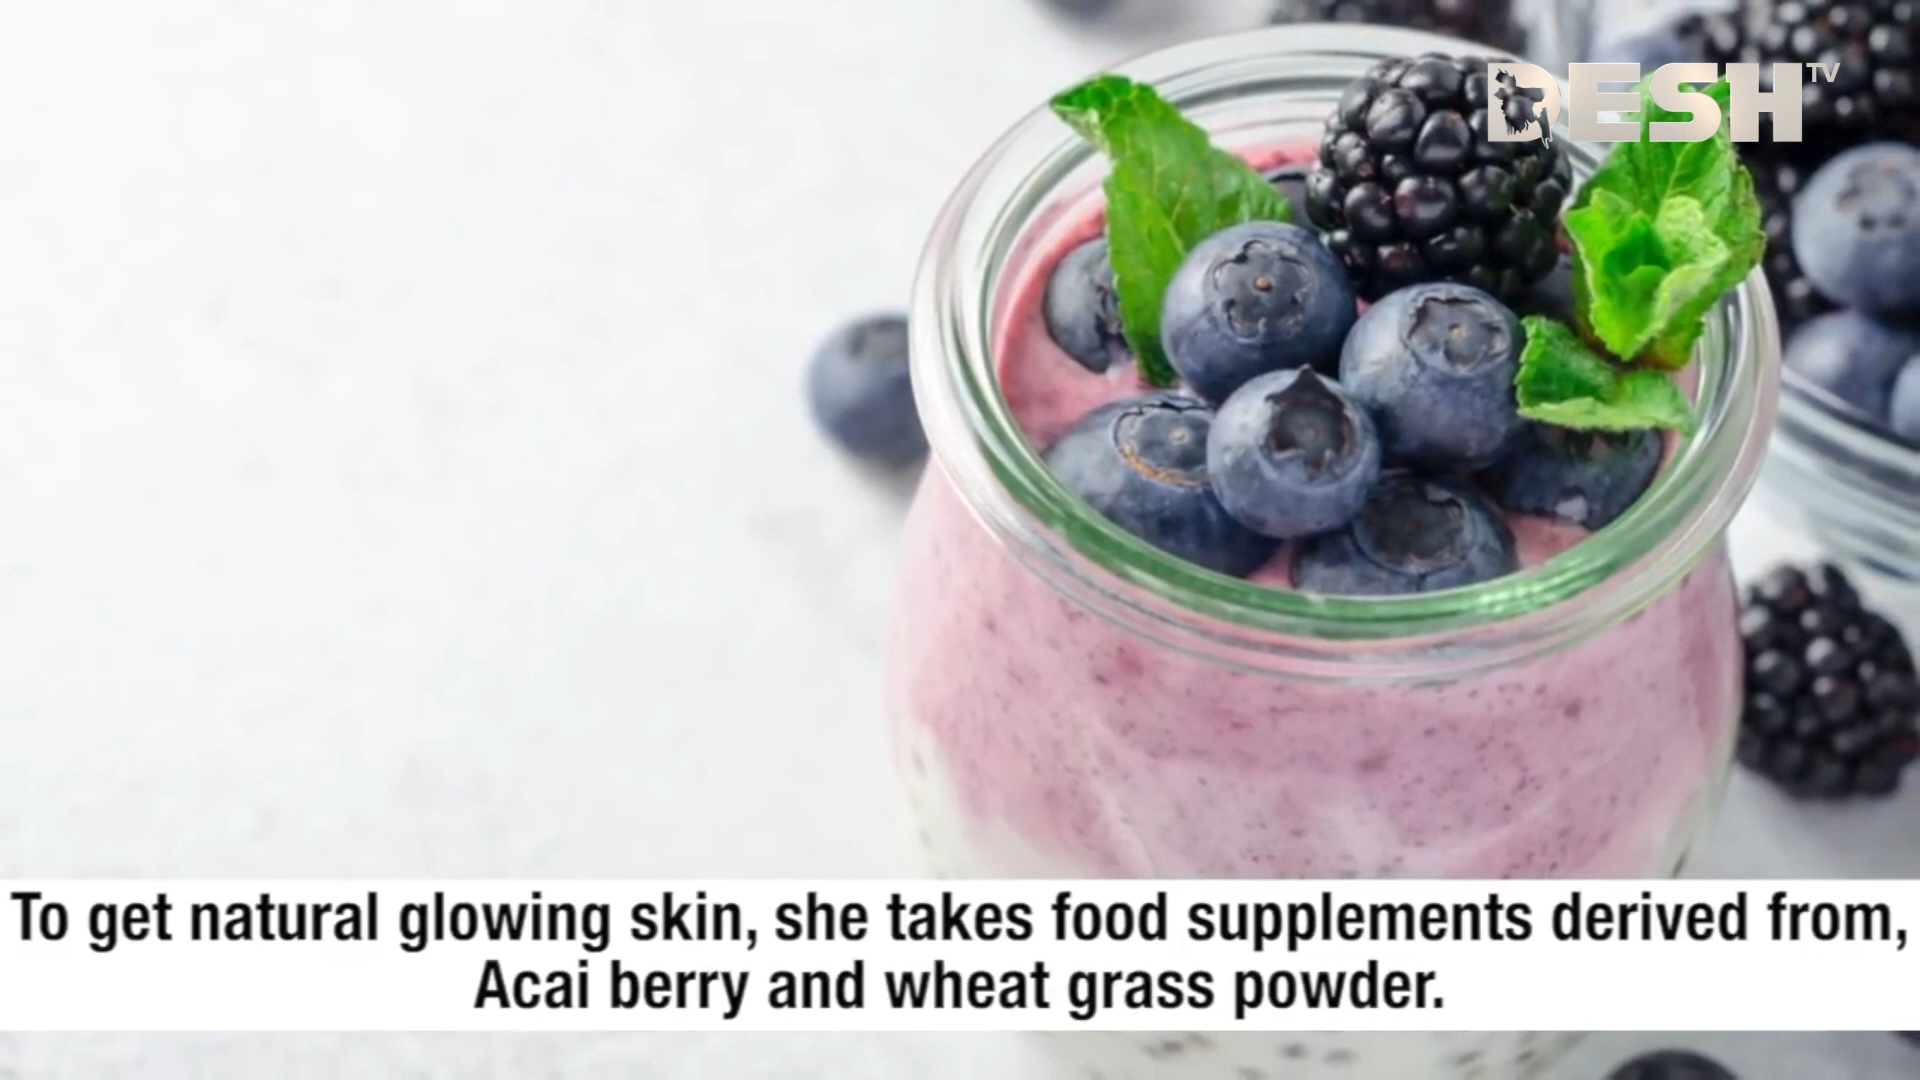 DESH TV
To get natural glowing skin, she takes food supplements derived from,
Acai berry and wheat grass powder.